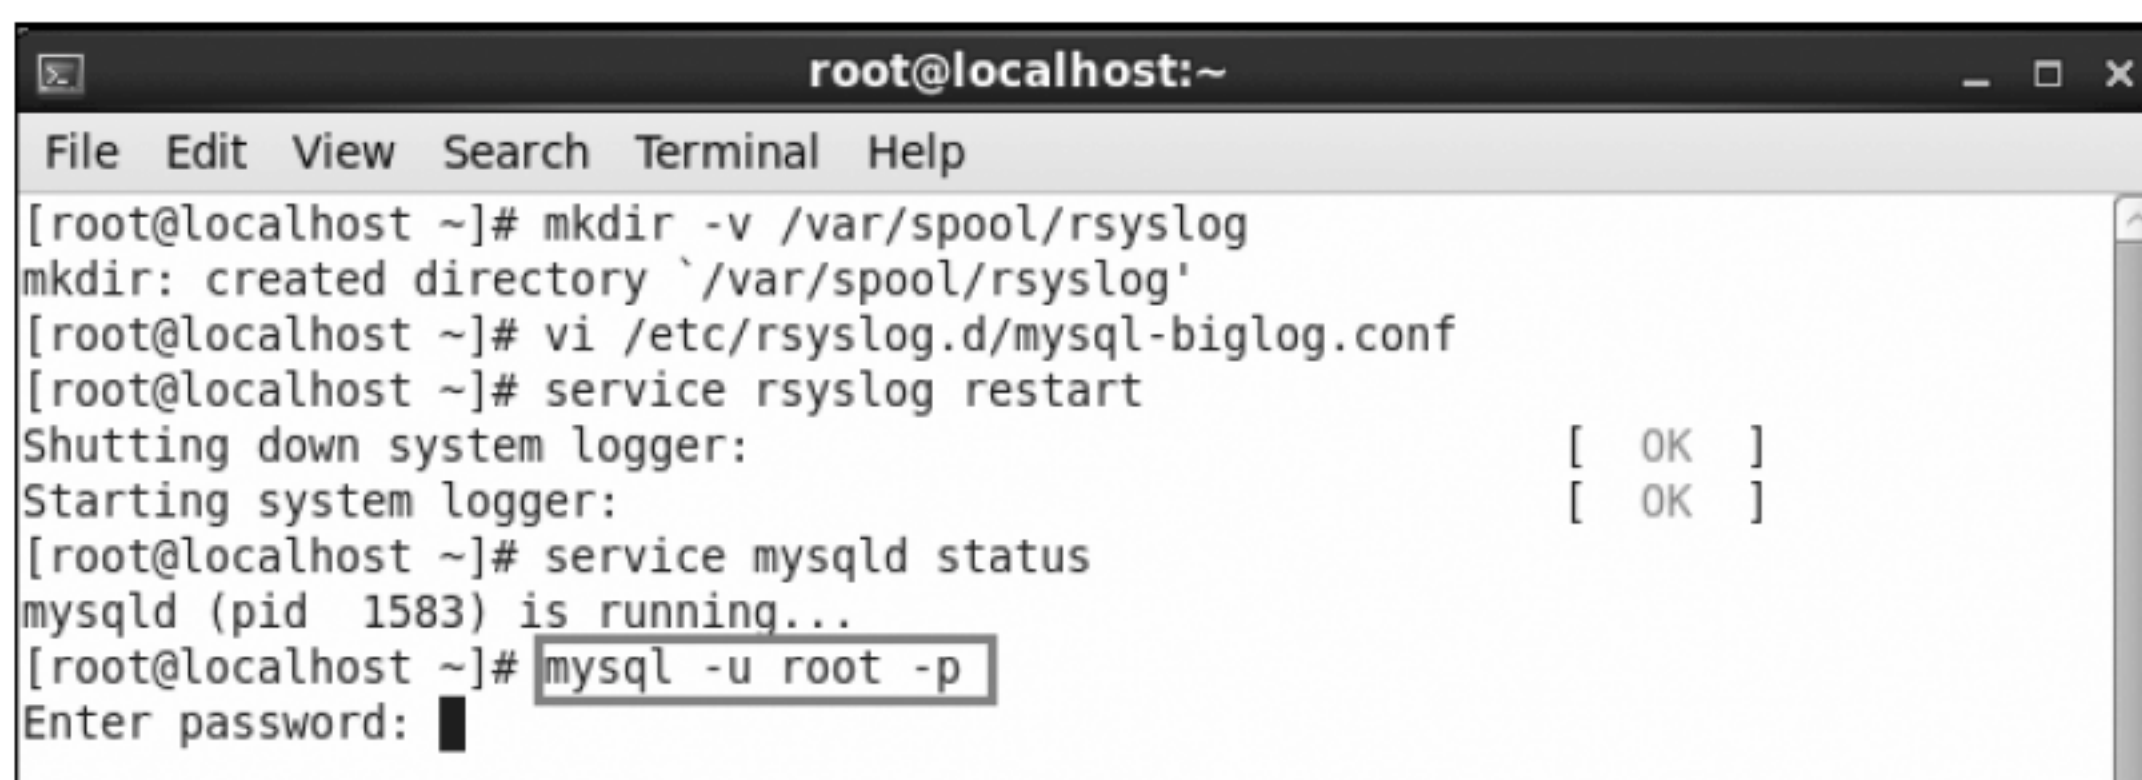 root@localhost:~
File Edit View Search Terminal Help
[root@localhost ~]# mkdir -v /var/spool/rsyslog
mkdir: created directory `/var/spool/rsyslog'
[root@localhost ~]# vi /etc/rsyslog.d/mysql-biglog.conf
[root@localhost ~]# service rsyslog restart
Shutting down system logger: [ OK ]
Starting system logger: [ OK ]
[root@localhost ~]# service mysqld status
mysqld (pid  1583) is running...
[root@localhost ~]# mysql -u root -p
Enter password: